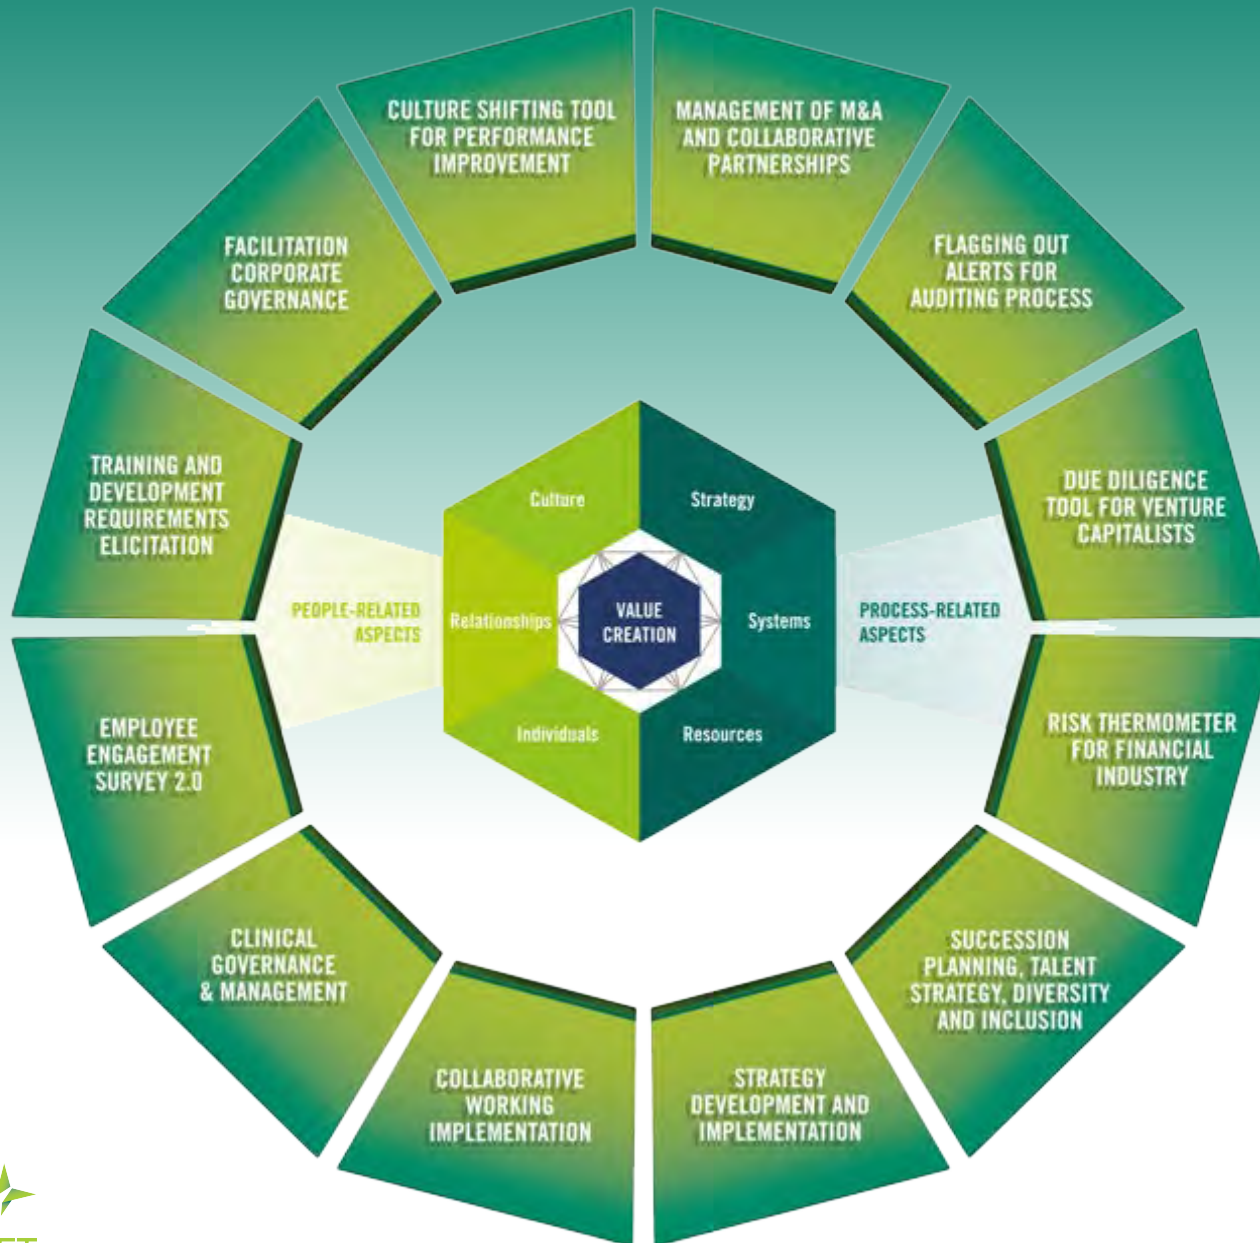 CULTURE SHIFTING TOOL
FOR PERFORMANCE
IMPROVEMENT
MANAGEMENT OF M&A
AND COLLABORATIVE
PARTNERSHIPS
FACILITATION
CORPORATE
GOVERNANCE
FLAGGING OUT
ALERTS FOR
AUDITING PROCESS
TRAINING AND
DEVELOPMENT
REQUIREMENTS
ELICITATION
DUE DILIGENCE
TOOL FOR VENTURE
CAPITALISTS
Culture
Strategy
PEOPLE-RELATED
ASPECTS
Relationships
VALUE
CREATION
Systems
PROCESS-RELATED
ASPECTS
Individuals
Resources
EMPLOYEE
ENGAGEMENT
SURVEY 2.0
RISK THERMOMETER
FOR FINANCIAL
INDUSTRY
CLINICAL
GOVERNANCE
& MANAGEMENT
SUCCESSION
PLANNING, TALENT
STRATEGY, DIVERSITY
AND INCLUSION
COLLABORATIVE
WORKING
IMPLEMENTATION
STRATEGY
DEVELOPMENT AND
IMPLEMENTATION